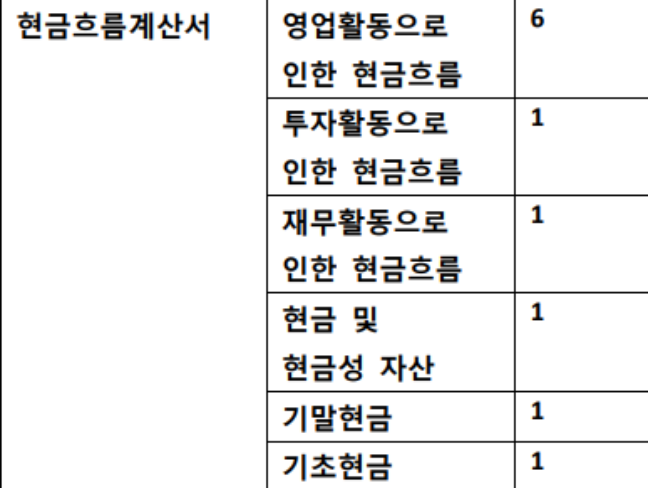 현금흐름계산서
영업활동으로
인한 현금흐름
6
투자활동으로
인한 현금흐름
1
재무활동으로
인한 현금흐름
1
현금 및
현금성 자산
1
기말현금
1
기초현금
1